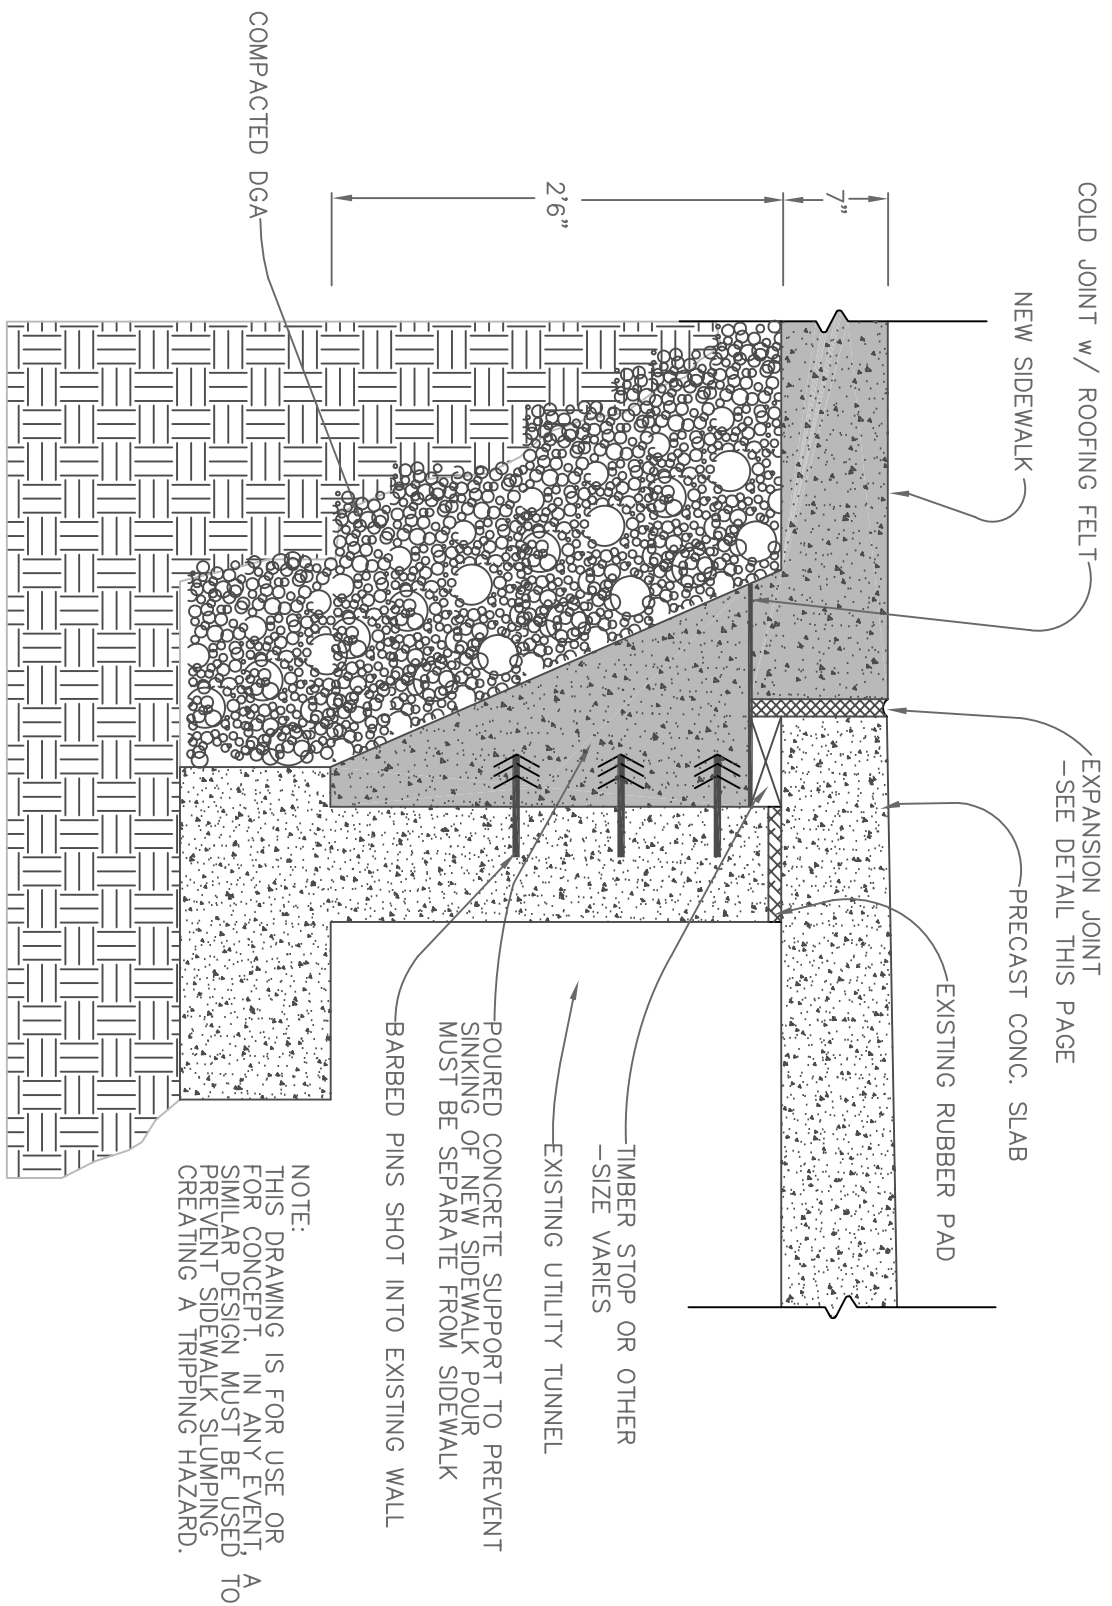 COLD JOINT w/ ROOFING FELT
NEW SIDEWALK
EXPANSION JOINT
-SEE DETAIL THIS PAGE
PRECAST CONC. SLAB
EXISTING RUBBER PAD
7"
2'6"
COMPACTED DGA
TIMBER STOP OR OTHER
-SIZE VARIES
EXISTING UTILITY TUNNEL
POURED CONCRETE SUPPORT TO PREVENT
SINKING OF NEW SIDEWALK POUR
MUST BE SEPARATE FROM SIDEWALK
BARBED PINS SHOT INTO EXISTING WALL
NOTE:
THIS DRAWING IS FOR USE OR
FOR CONCEPT. IN ANY EVENT, A
SIMILAR DESIGN MUST BE USED TO
PREVENT SIDEWALK SLUMPING
CREATING A TRIPPING HAZARD.